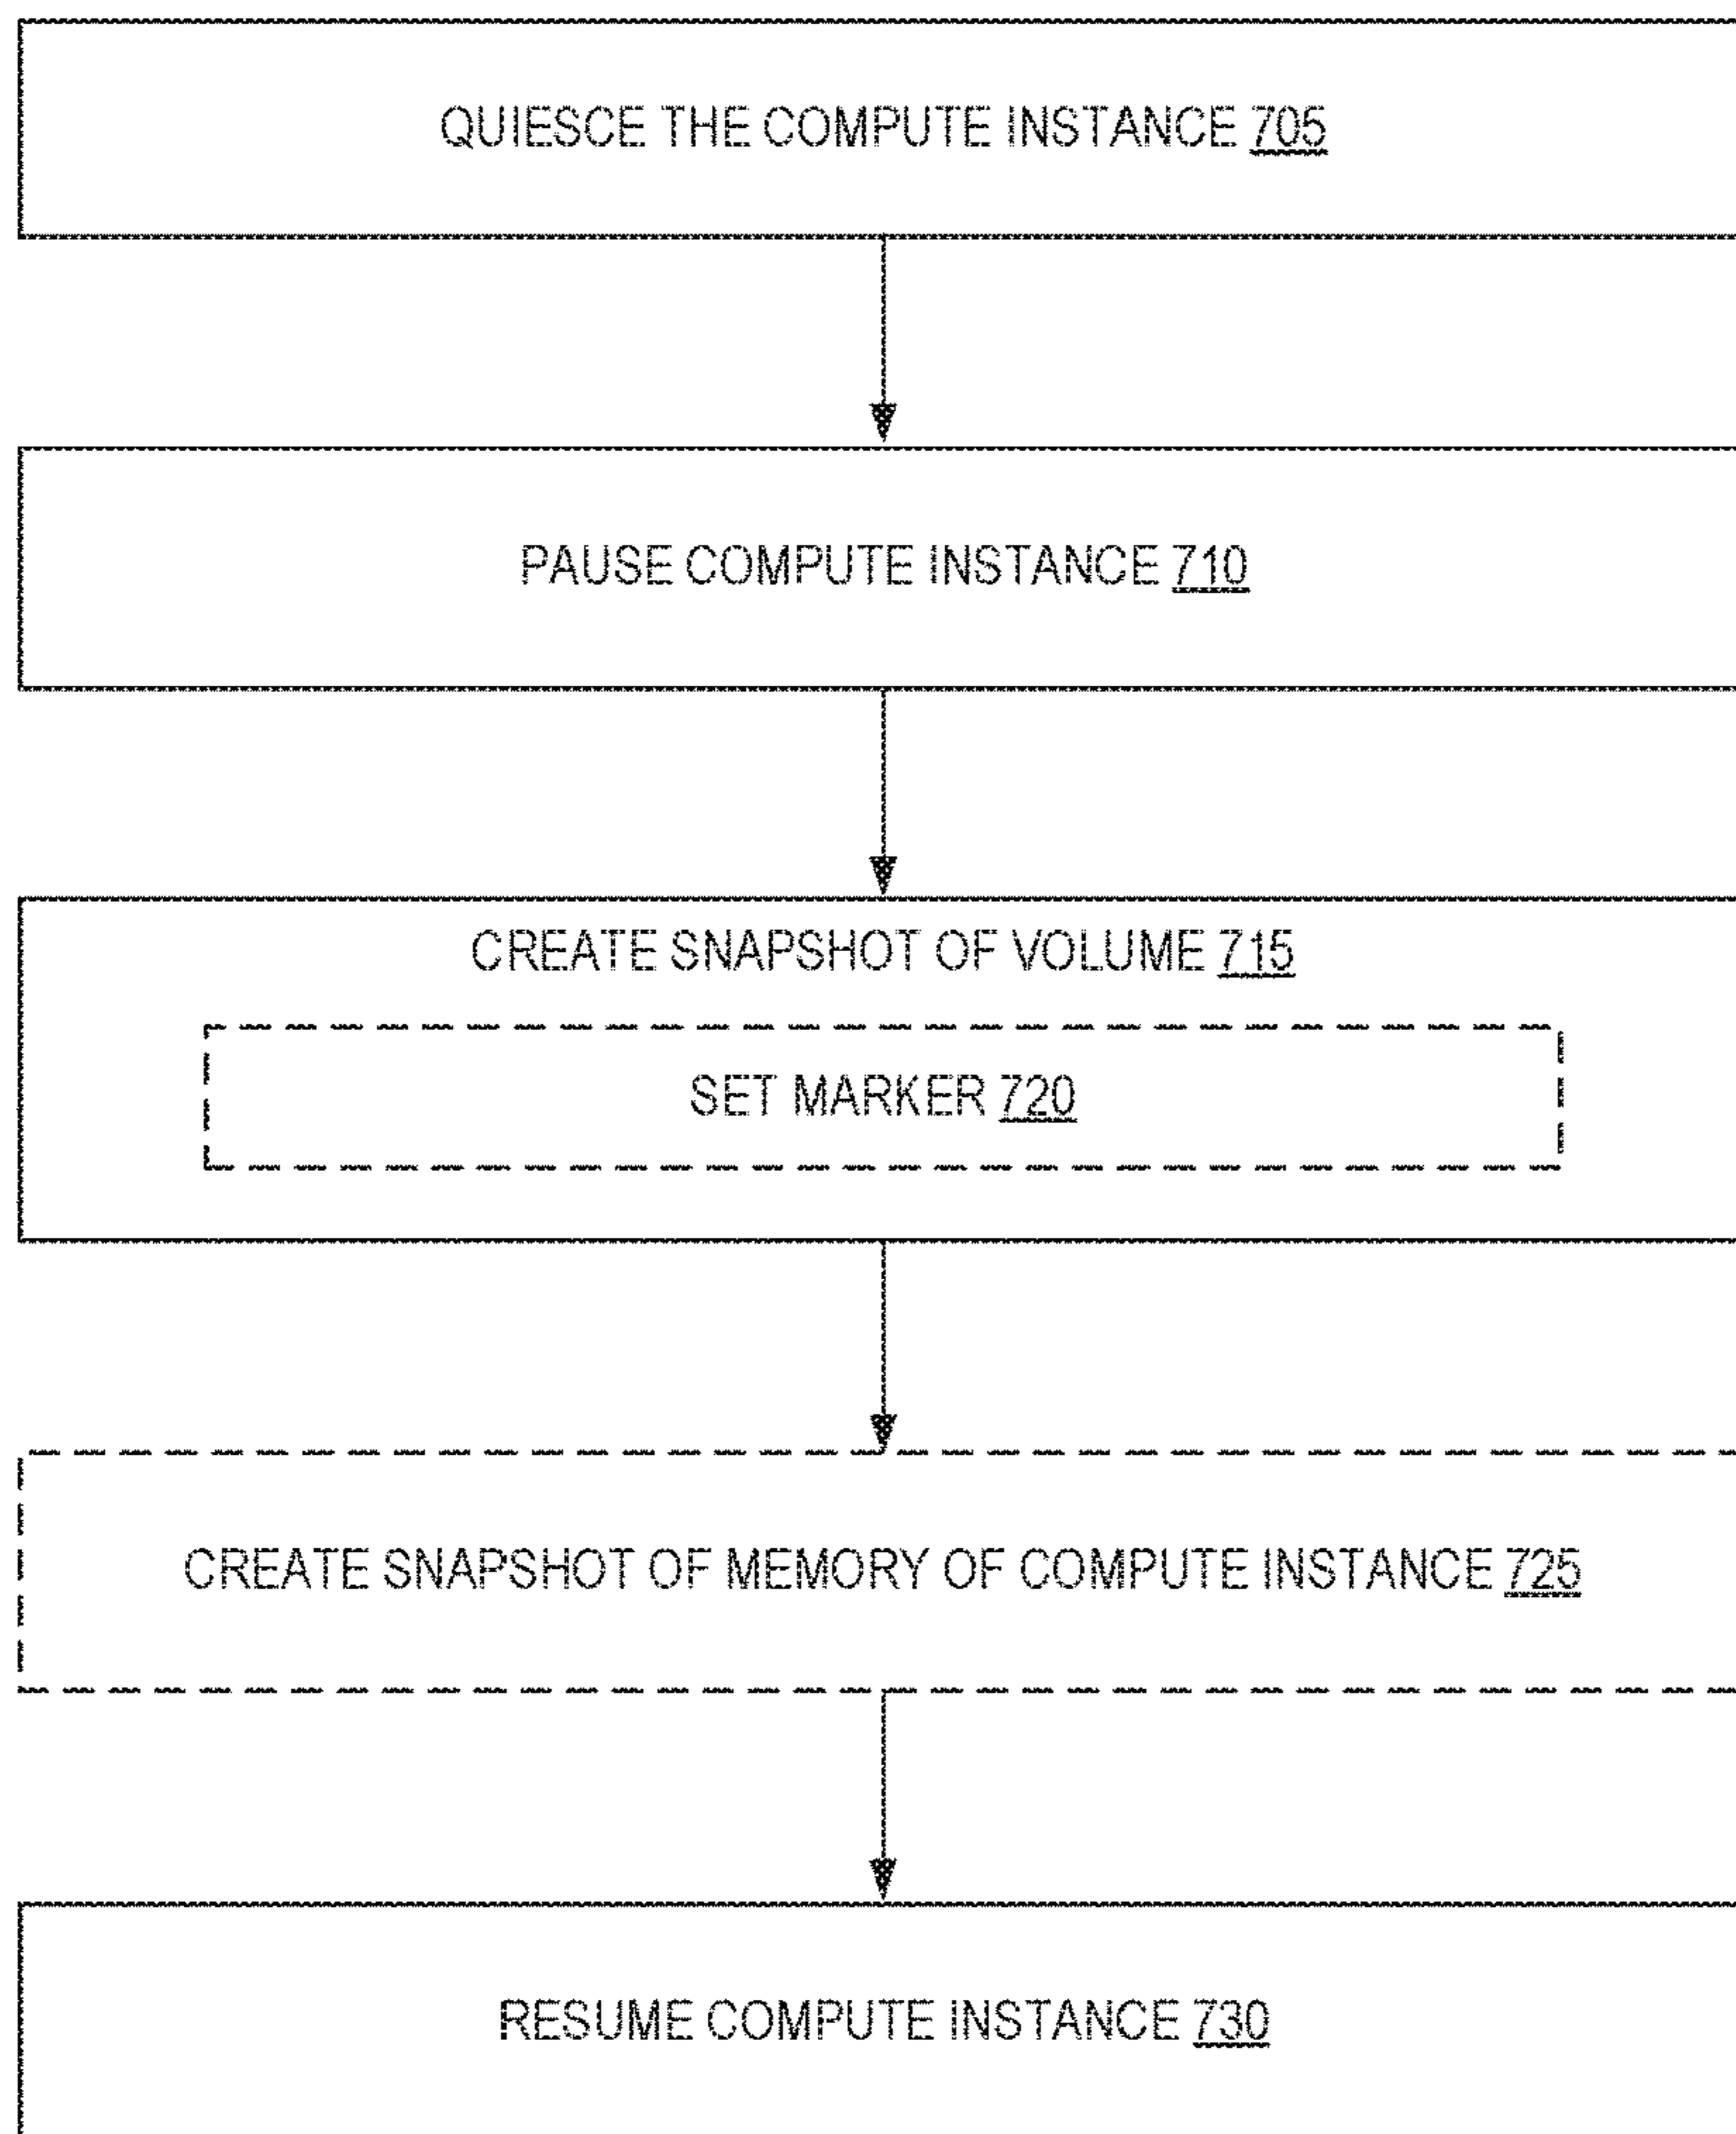 QUIESCE THE COMPUTE INSTANCE 705
PAUSE COMPUTE INSTANCE 710
CREATE SNAPSHOT OF VOLUME 715
SET MARKER 720
CREATE SNAPSHOT OF MEMORY OF COMPUTE INSTANCE 725
RESUME COMPUTE INSTANCE 730